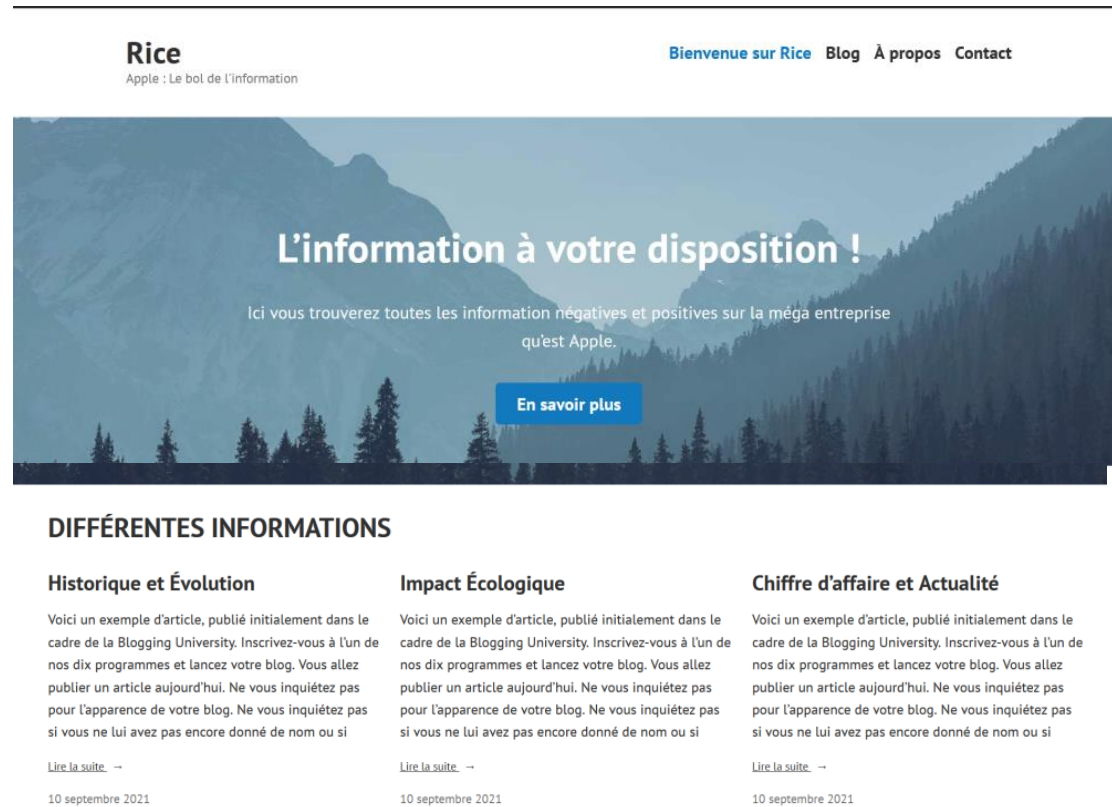 Rice
Apple : Le bol de l'information
Bienvenue sur Rice Blog À propos Contact
L'information à votre disposition !
Ici vous trouverez toutes les information négatives et positives sur la méga entreprise
qu'est Apple.
En savoir plus
DIFFÉRENTES INFORMATIONS
Historique et Évolution
Voici un exemple d'article, publié initialement dans le
cadre de la Blogging University. Inscrivez-vous à l'un de
nos dix programmes et lancez votre blog. Vous allez
publier un article aujourd'hui. Ne vous inquiétez pas
pour l'apparence de votre blog. Ne vous inquiétez pas
si vous ne lui avez pas encore donné de nom ou si
Lire la suite →
10 septembre 2021
Impact Écologique
Voici un exemple d'article, publié initialement dans le
cadre de la Blogging University. Inscrivez-vous à l'un de
nos dix programmes et lancez votre blog. Vous allez
publier un article aujourd'hui. Ne vous inquiétez pas
pour l'apparence de votre blog. Ne vous inquiétez pas
si vous ne lui avez pas encore donné de nom ou si
Lire la suite →
10 septembre 2021
Chiffre d'affaire et Actualité
Voici un exemple d'article, publié initialement dans le
cadre de la Blogging University. Inscrivez-vous à l'un de
nos dix programmes et lancez votre blog. Vous allez
publier un article aujourd'hui. Ne vous inquiétez pas
pour l'apparence de votre blog. Ne vous inquiétez pas
si vous ne lui avez pas encore donné de nom ou si
Lire la suite →
10 septembre 2021